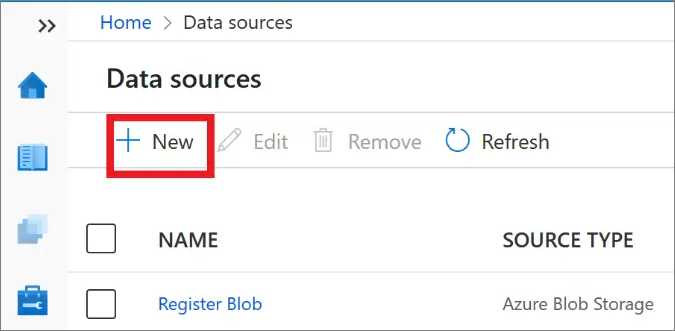 Home > Data sources
Data sources
+ New Edit Remove Refresh
NAME SOURCE TYPE
Register Blob Azure Blob Storage